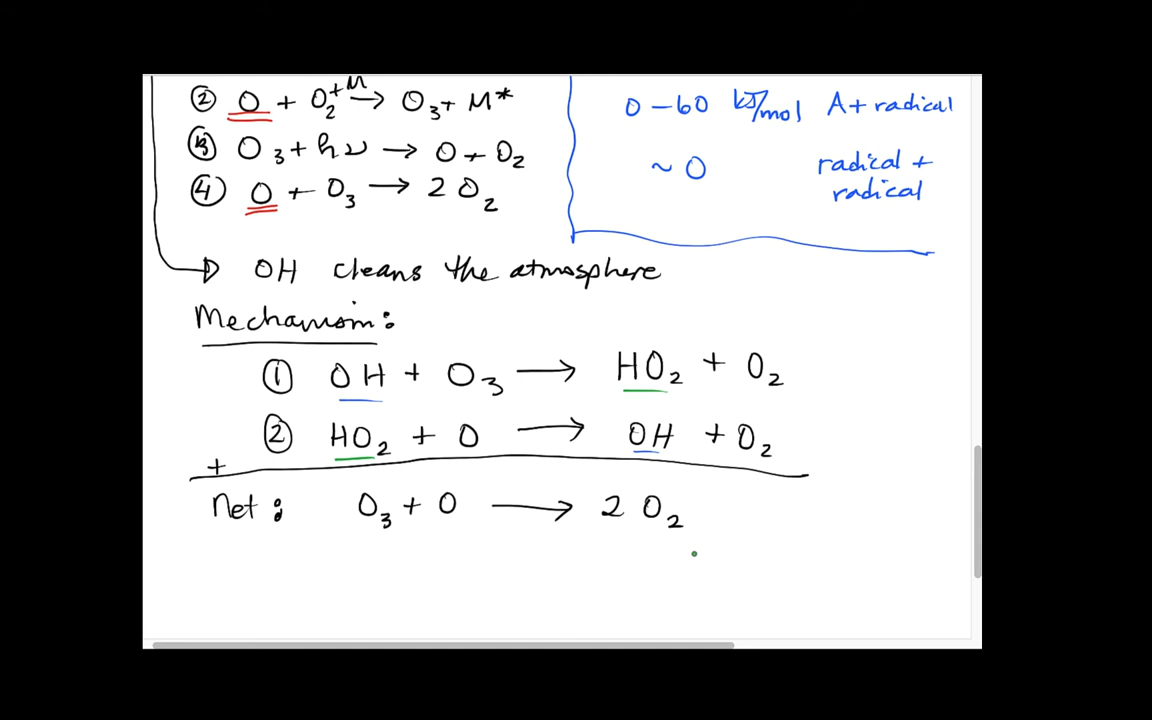 ② O + O₂ +M → O₃ + M*
③ O₃ + hν → O + O₂
④ O + O₃ → 2 O₂
0 – 60 kJ/mol A + radical
~ 0 radical +
radical
OH cleans the atmosphere
Mechanism:
① OH + O₃ → HO₂ + O₂
② HO₂ + O → OH + O₂
+
Net: O₃ + O → 2 O₂